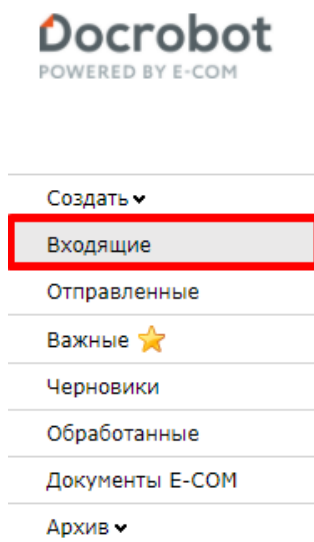 Docrobot
POWERED BY E-COM
Создать
Входящие
Отправленные
Важные
Черновики
Обработанные
Документы E-COM
Архив